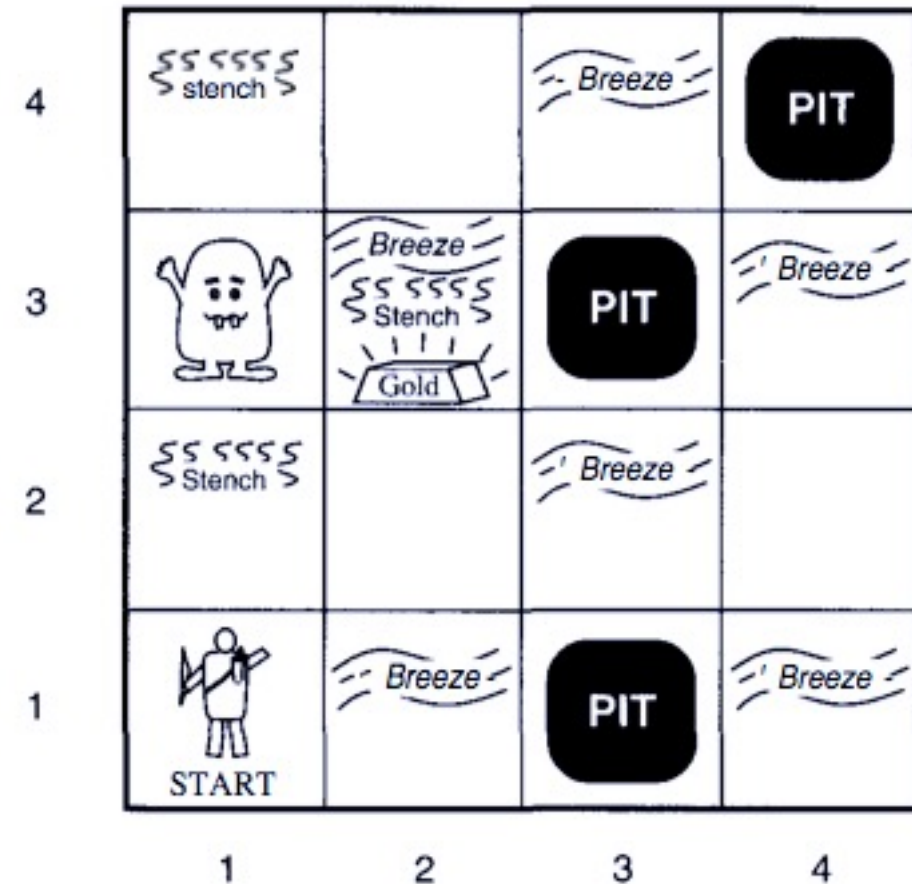 4
stench
Breeze
PIT
3
Breeze
Stench
Gold
PIT
Breeze
2
Stench
Breeze
1
START
Breeze
PIT
Breeze
1 2 3 4